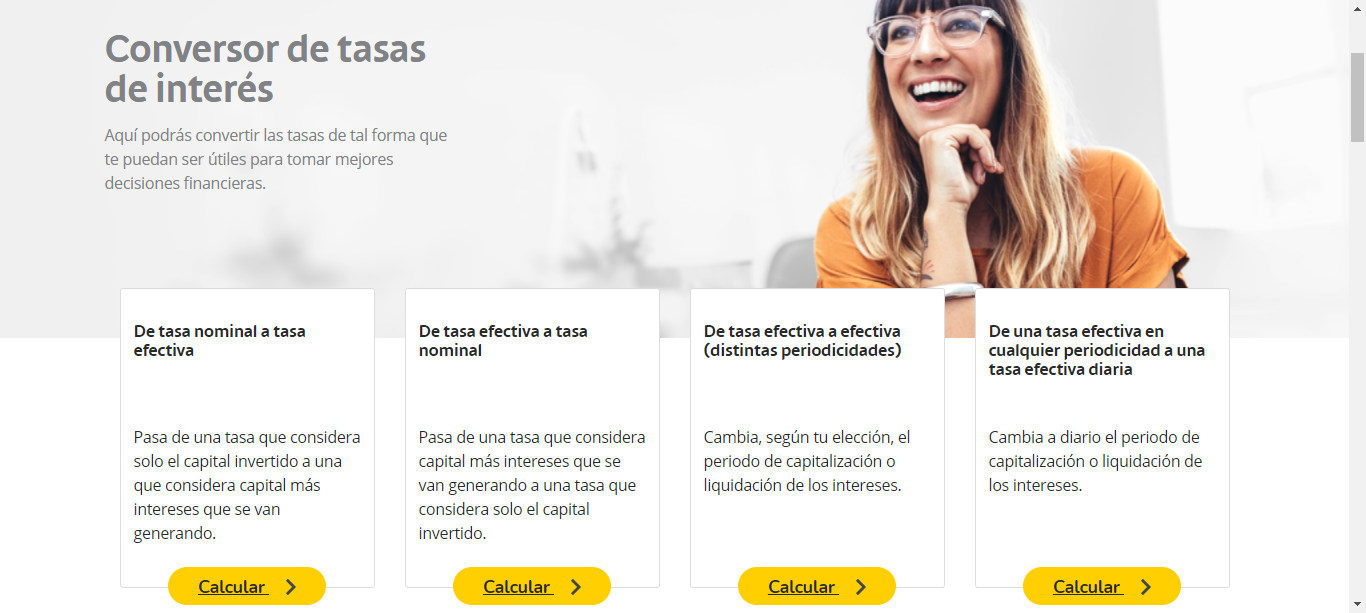 Conversor de tasas
de interés
Aquí podrás convertir las tasas de tal forma que
te puedan ser útiles para tomar mejores
decisiones financieras.
De tasa nominal a tasa
efectiva
Pasa de una tasa que considera
solo el capital invertido a una
que considera capital más
intereses que se van
generando.
Calcular
De tasa efectiva a tasa
nominal
Pasa de una tasa que considera
capital más intereses que se
van generando a una tasa que
considera solo el capital
invertido.
Calcular
De tasa efectiva a efectiva
(distintas periodicidades)
Cambia, según tu elección, el
periodo de capitalización o
liquidación de los intereses.
Calcular
De una tasa efectiva en
cualquier periodicidad a una
tasa efectiva diaria
Cambia a diario el periodo de
capitalización o liquidación de
los intereses.
Calcular